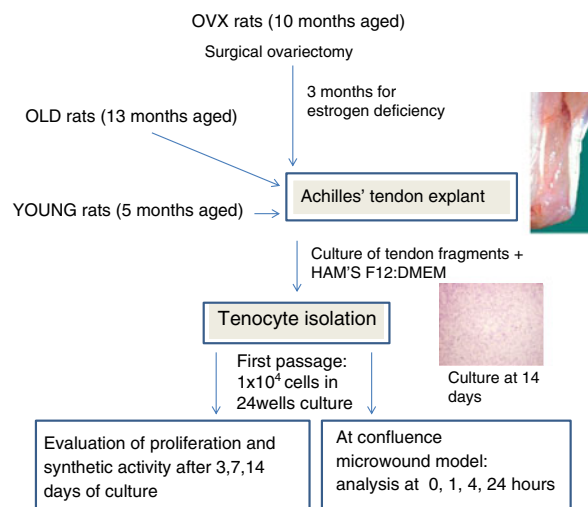 OVX rats (10 months aged)
Surgical ovariectomy
3 months for
estrogen deficiency
OLD rats (13 months aged)
YOUNG rats (5 months aged)
Achilles' tendon explant
Culture of tendon fragments +
HAM'S F12:DMEM
Tenocyte isolation
First passage:
1x10⁴ cells in
24wells culture
Culture at 14
days
Evaluation of proliferation and
synthetic activity after 3,7,14
days of culture
At confluence
microwound model:
analysis at 0, 1, 4, 24 hours